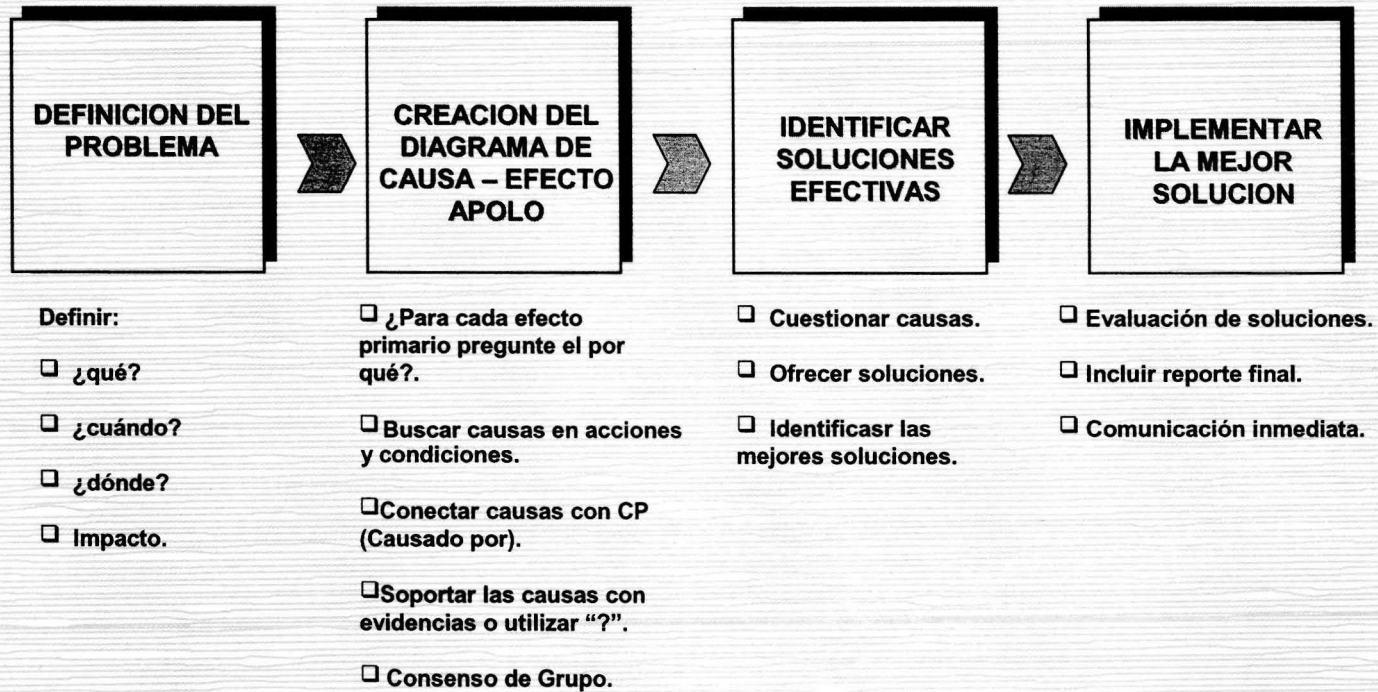 DEFINICION DEL
PROBLEMA
CREACION DEL
DIAGRAMA DE
CAUSA – EFECTO
APOLO
IDENTIFICAR
SOLUCIONES
EFECTIVAS
IMPLEMENTAR
LA MEJOR
SOLUCION
Definir:
❑ ¿qué?
❑ ¿cuándo?
❑ ¿dónde?
❑ Impacto.
❑ ¿Para cada efecto
primario pregunte el por
qué?.
❑Buscar causas en acciones
y condiciones.
❑Conectar causas con CP
(Causado por).
❑Soportar las causas con
evidencias o utilizar “?”.
❑ Consenso de Grupo.
❑ Cuestionar causas.
❑ Ofrecer soluciones.
❑ Identificasr las
mejores soluciones.
❑ Evaluación de soluciones.
❑ Incluir reporte final.
❑ Comunicación inmediata.